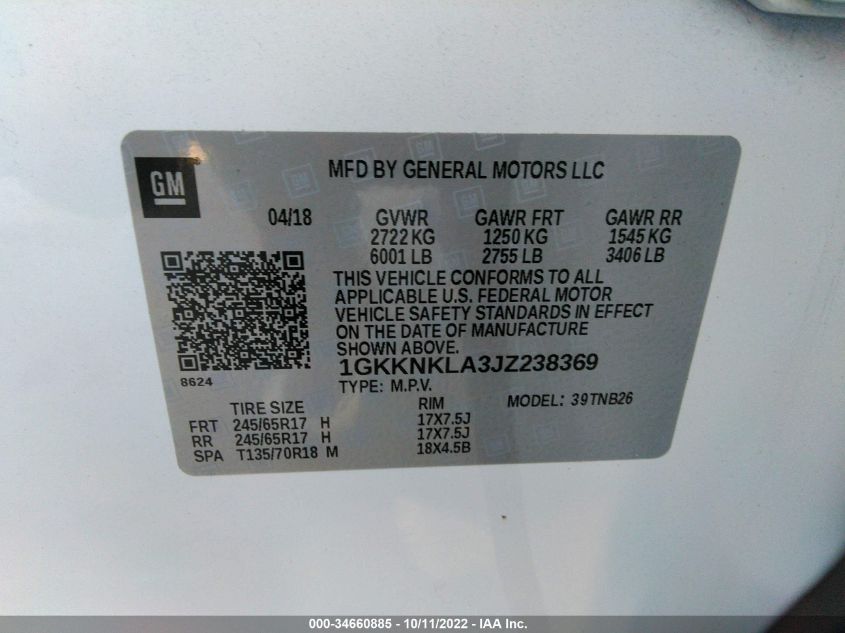 GM
MFD BY GENERAL MOTORS LLC
04/18 GVWR GAWR FRT GAWR RR
2722 KG 1250 KG 1545 KG
6001 LB 2755 LB 3406 LB
THIS VEHICLE CONFORMS TO ALL
APPLICABLE U.S. FEDERAL MOTOR
VEHICLE SAFETY STANDARDS IN EFFECT
ON THE DATE OF MANUFACTURE
SHOWN ABOVE.
1GKKNKLA3JZ238369
8624
TYPE: M.P.V. MODEL: 39TNB26
TIRE SIZE RIM
FRT 245/65R17 H 17X7.5J
RR 245/65R17 H 17X7.5J
SPA T135/70R18 M 18X4.5B
000-34660885 - 10/11/2022 - IAA Inc.